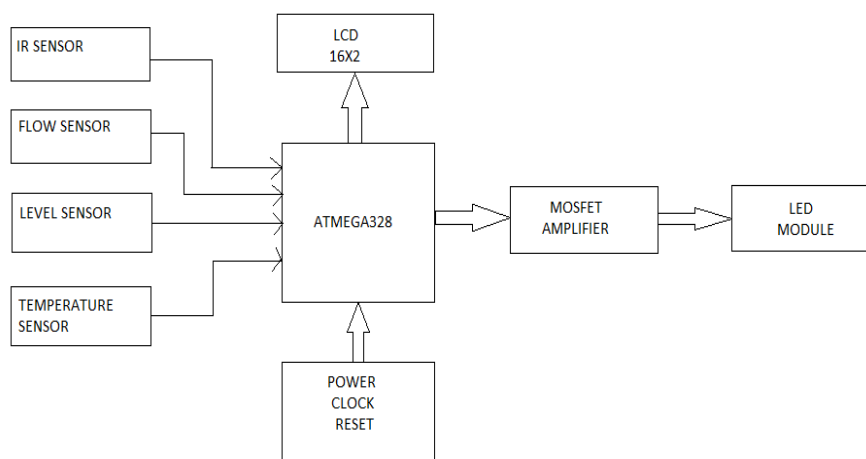 IR SENSOR
FLOW SENSOR
LEVEL SENSOR
TEMPERATURE
SENSOR
LCD
16X2
ATMEGA328
POWER
CLOCK
RESET
MOSFET
AMPLIFIER
LED
MODULE